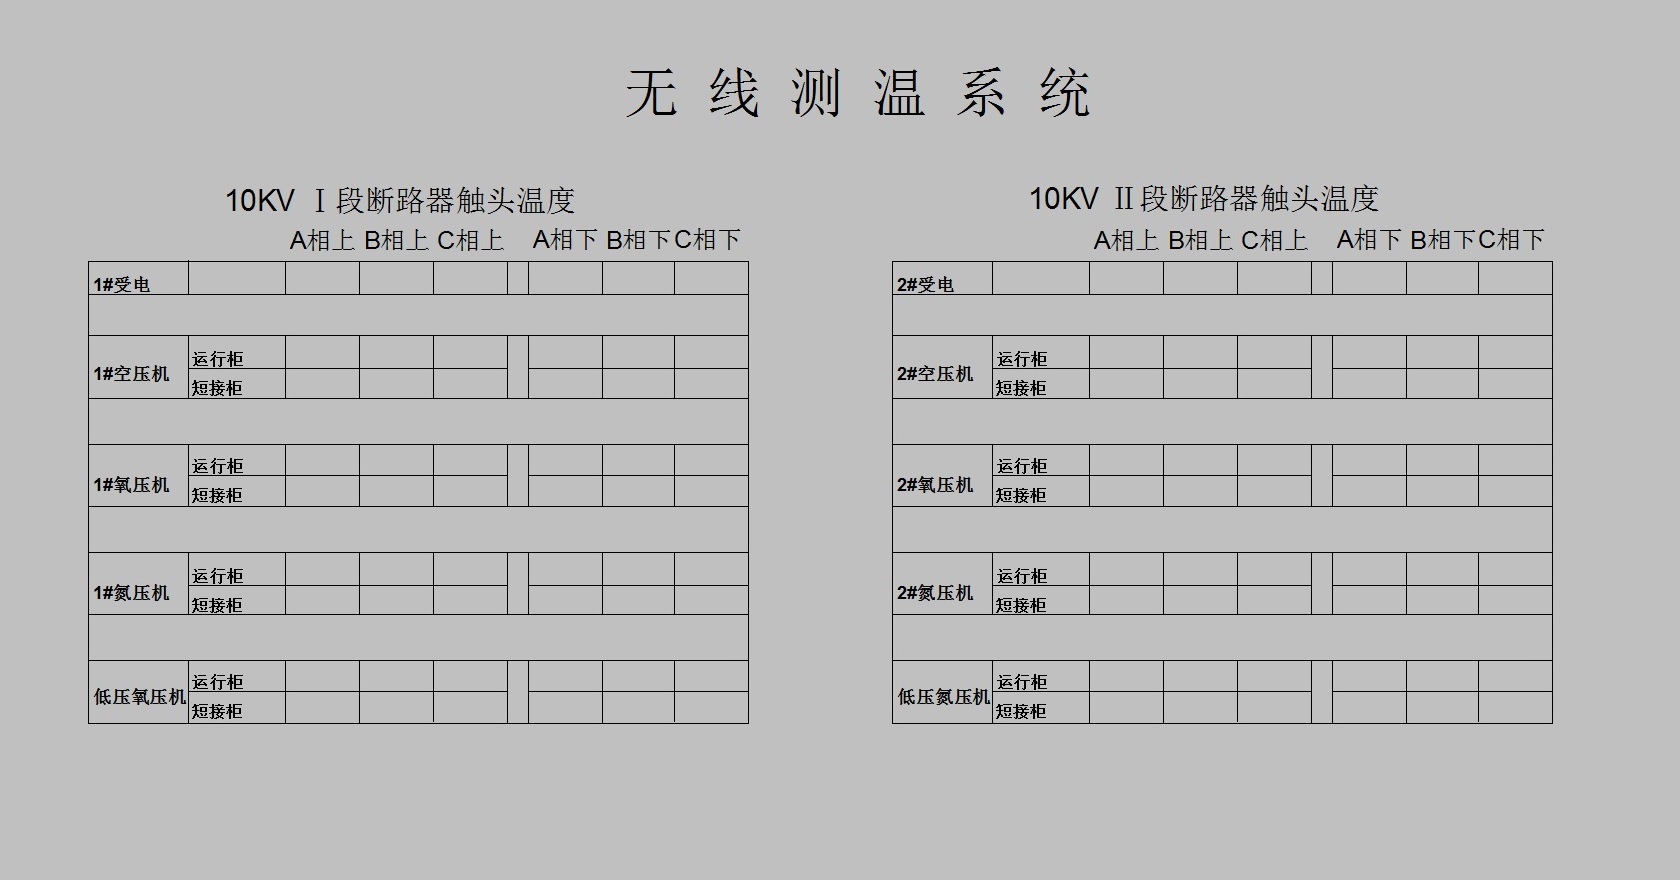 无线测温系统
10KV Ⅰ段断路器触头温度
A相上 B相上 C相上 A相下 B相下 C相下
1#受电
1#空压机 运行柜
短接柜
1#氧压机 运行柜
短接柜
1#氮压机 运行柜
短接柜
低压氧压机 运行柜
短接柜
10KV Ⅱ段断路器触头温度
A相上 B相上 C相上 A相下 B相下 C相下
2#受电
2#空压机 运行柜
短接柜
2#氧压机 运行柜
短接柜
2#氮压机 运行柜
短接柜
低压氮压机 运行柜
短接柜